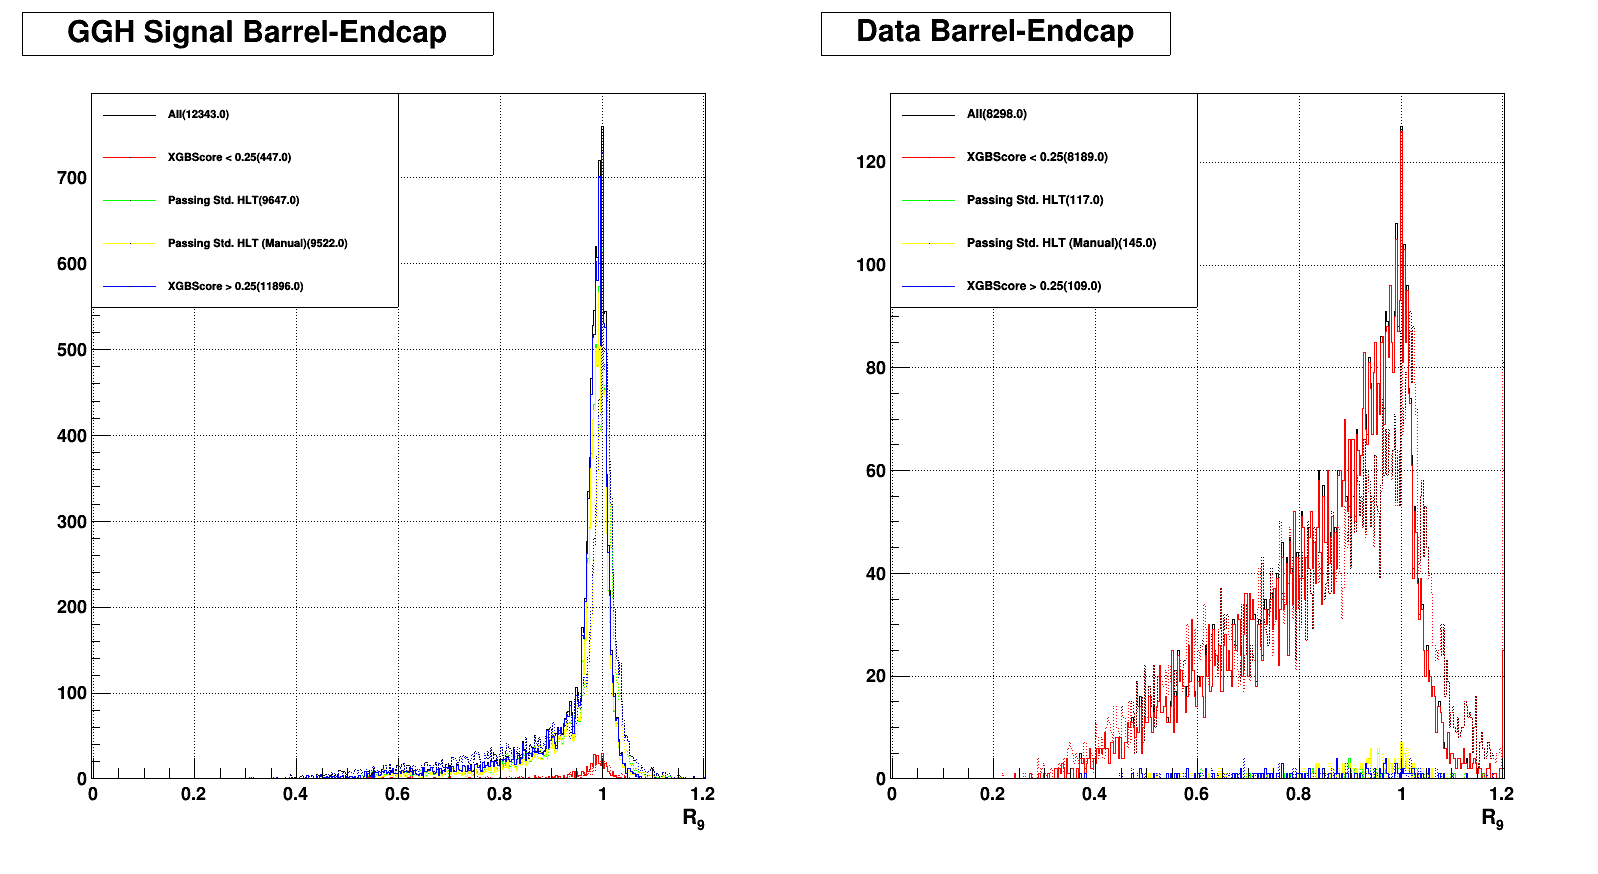 GGH Signal Barrel-Endcap
All(12343.0)
XGBScore < 0.25(447.0)
Passing Std. HLT(9647.0)
Passing Std. HLT (Manual)(9522.0)
XGBScore > 0.25(11896.0)
700
600
500
400
300
200
100
0
0 0.2 0.4 0.6 0.8 1 1.2
R9
Data Barrel-Endcap
All(8298.0)
XGBScore < 0.25(8189.0)
Passing Std. HLT(117.0)
Passing Std. HLT (Manual)(145.0)
XGBScore > 0.25(109.0)
120
100
80
60
40
20
0
0 0.2 0.4 0.6 0.8 1 1.2
R9